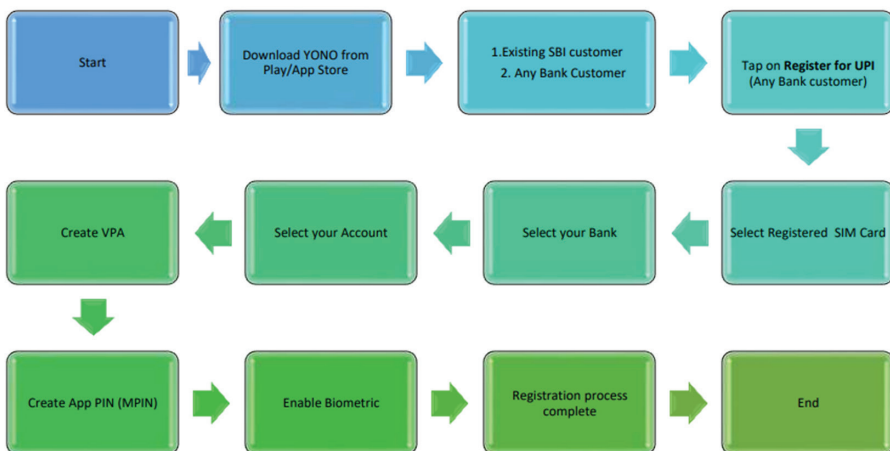 Start
Download YONO from
Play/App Store
1.Existing SBI customer
2. Any Bank Customer
Tap on Register for UPI
(Any Bank customer)
Select Registered SIM Card
Select your Bank
Select your Account
Create VPA
Create App PIN (MPIN)
Enable Biometric
Registration process
complete
End